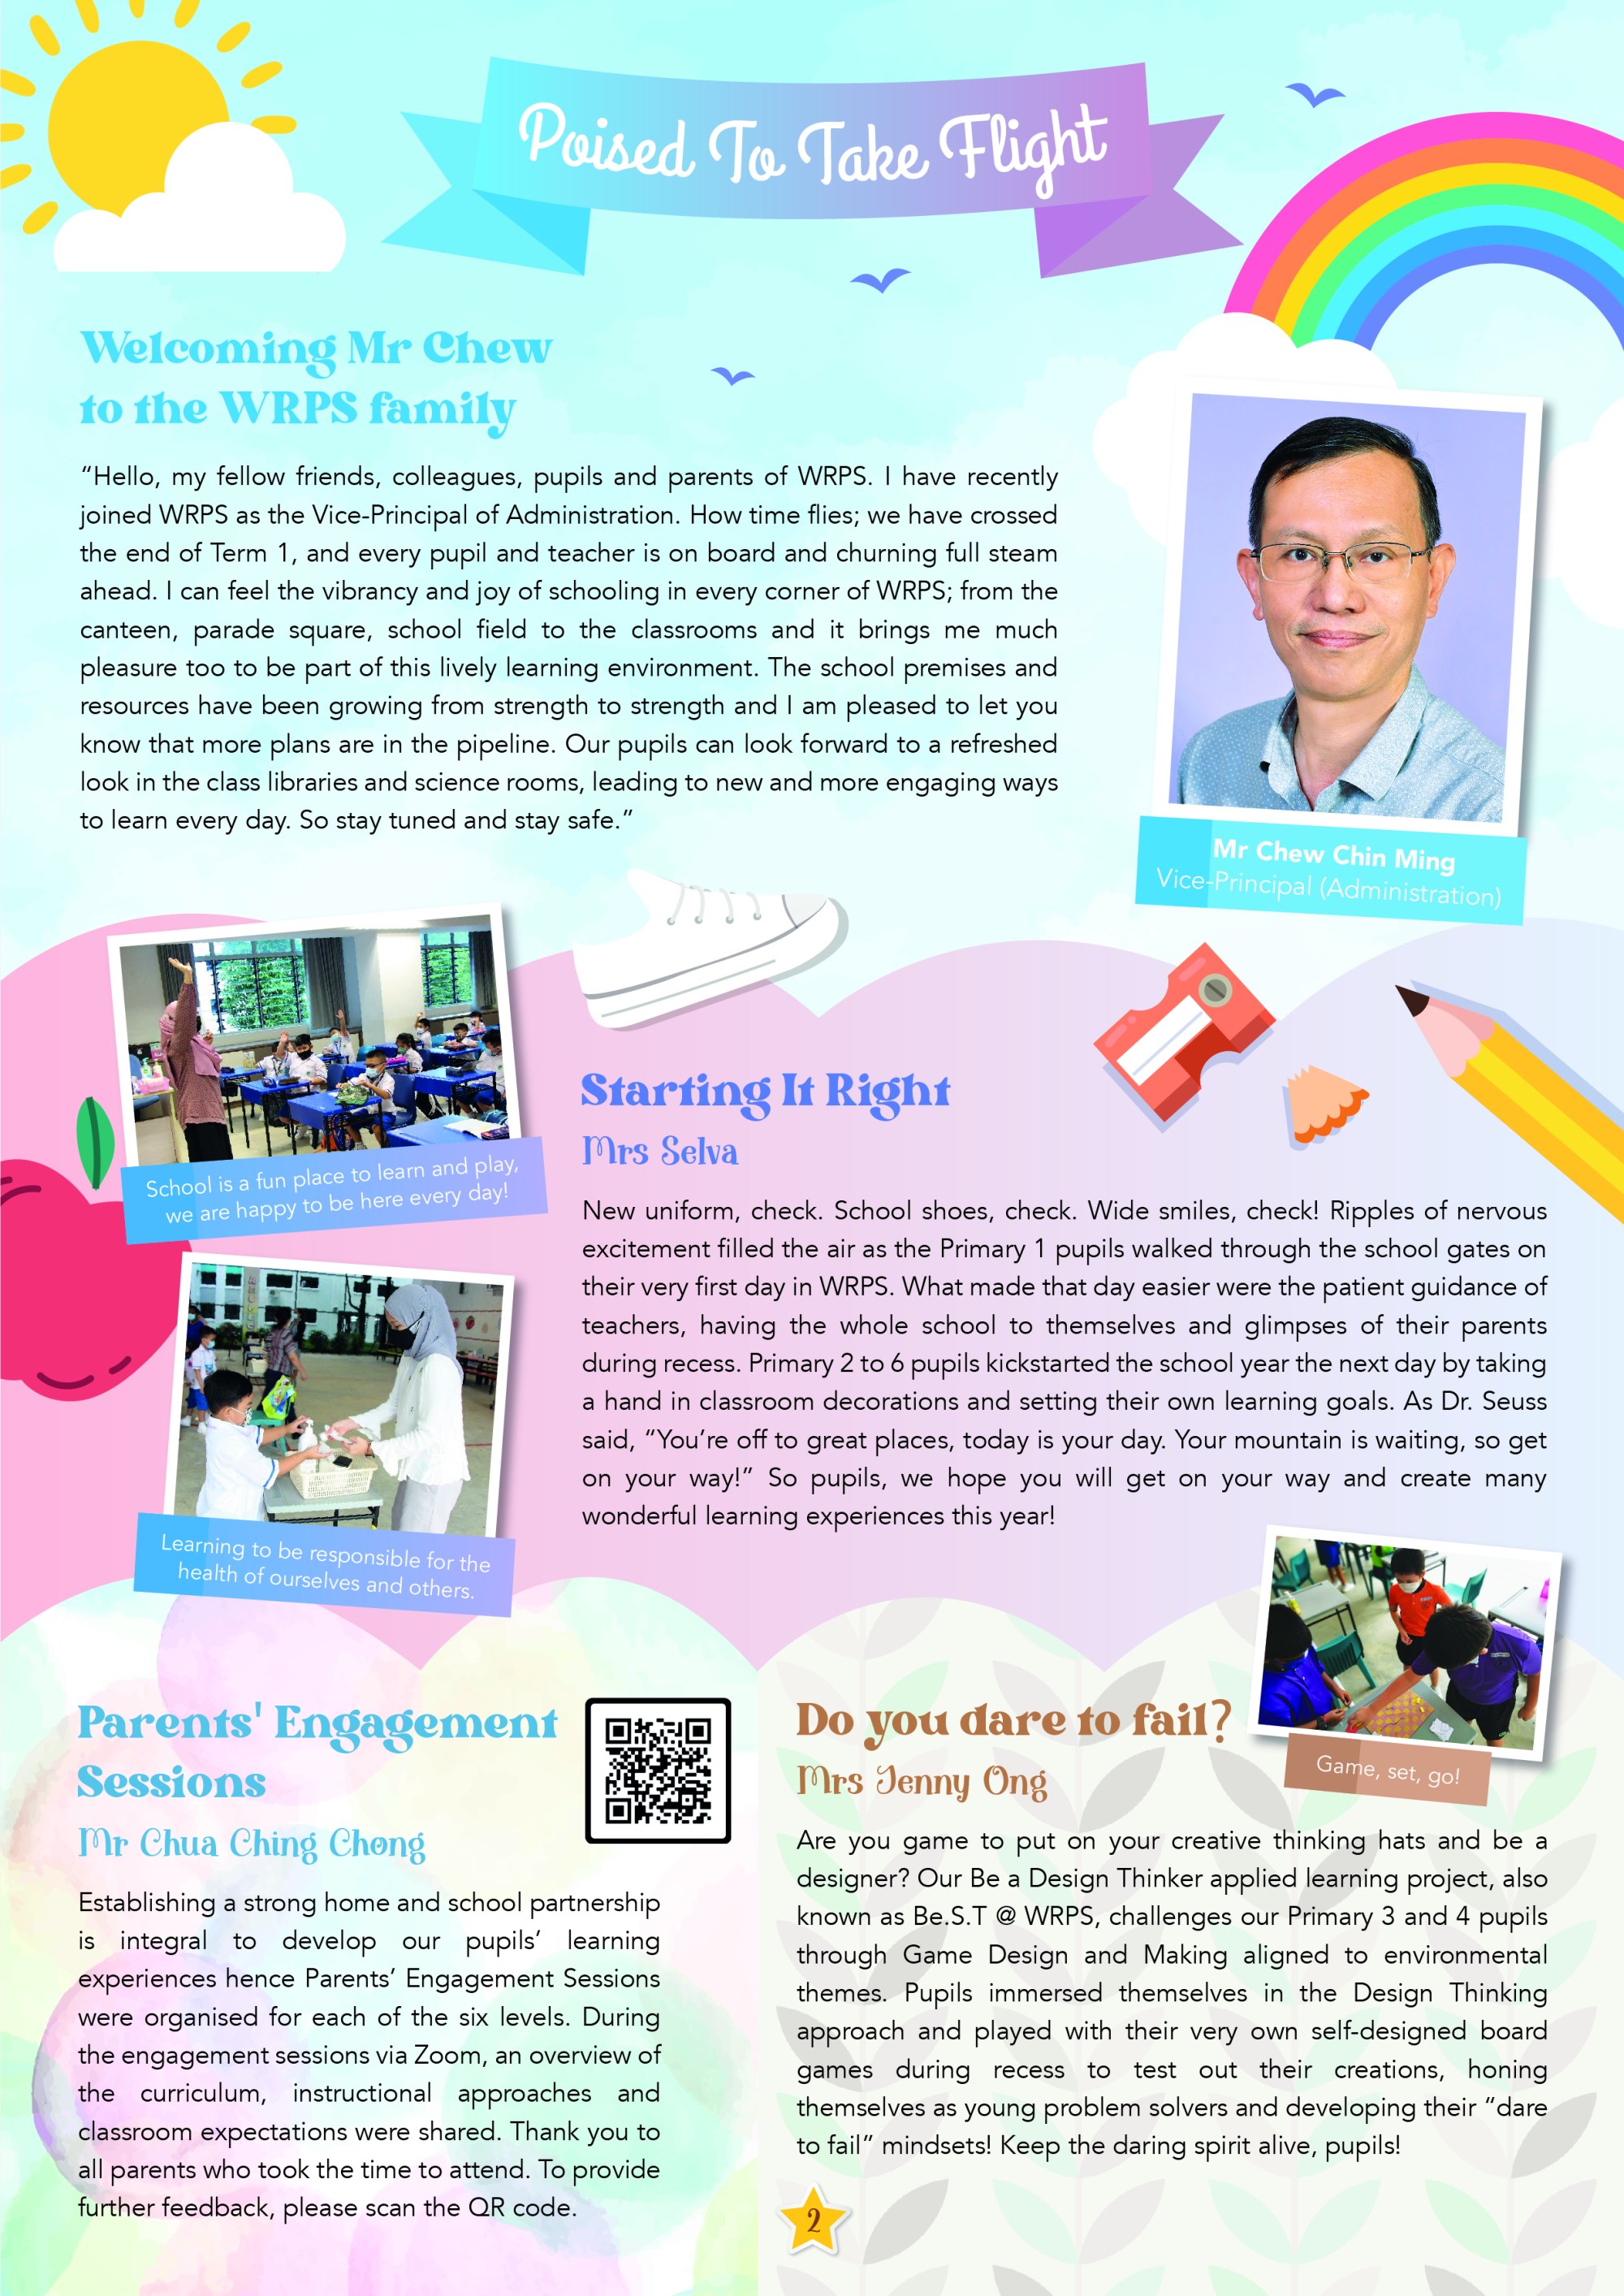 Poised To Take Flight
Welcoming Mr Chew
to the WRPS family
“Hello, my fellow friends, colleagues, pupils and parents of WRPS. I have recently
joined WRPS as the Vice-Principal of Administration. How time flies; we have crossed
the end of Term 1, and every pupil and teacher is on board and churning full steam
ahead. I can feel the vibrancy and joy of schooling in every corner of WRPS; from the
canteen, parade square, school field to the classrooms and it brings me much
pleasure too to be part of this lively learning environment. The school premises and
resources have been growing from strength to strength and I am pleased to let you
know that more plans are in the pipeline. Our pupils can look forward to a refreshed
look in the class libraries and science rooms, leading to new and more engaging ways
to learn every day. So stay tuned and stay safe.”
Mr Chew Chin Ming
Vice-Principal (Administration)
School is a fun place to learn and play,
we are happy to be here every day!
Learning to be responsible for the
health of ourselves and others.
Starting It Right
Mrs Selva
New uniform, check. School shoes, check. Wide smiles, check! Ripples of nervous
excitement filled the air as the Primary 1 pupils walked through the school gates on
their very first day in WRPS. What made that day easier were the patient guidance of
teachers, having the whole school to themselves and glimpses of their parents
during recess. Primary 2 to 6 pupils kickstarted the school year the next day by taking
a hand in classroom decorations and setting their own learning goals. As Dr. Seuss
said, “You’re off to great places, today is your day. Your mountain is waiting, so get
on your way!” So pupils, we hope you will get on your way and create many
wonderful learning experiences this year!
Parents' Engagement
Sessions
Mr Chua Ching Chong
Establishing a strong home and school partnership
is integral to develop our pupils’ learning
experiences hence Parents’ Engagement Sessions
were organised for each of the six levels. During
the engagement sessions via Zoom, an overview of
the curriculum, instructional approaches and
classroom expectations were shared. Thank you to
all parents who took the time to attend. To provide
further feedback, please scan the QR code.
Do you dare to fail?
Mrs Jenny Ong
Game, set, go!
Are you game to put on your creative thinking hats and be a
designer? Our Be a Design Thinker applied learning project, also
known as Be.S.T @ WRPS, challenges our Primary 3 and 4 pupils
through Game Design and Making aligned to environmental
themes. Pupils immersed themselves in the Design Thinking
approach and played with their very own self-designed board
games during recess to test out their creations, honing
themselves as young problem solvers and developing their “dare
to fail” mindsets! Keep the daring spirit alive, pupils!
2